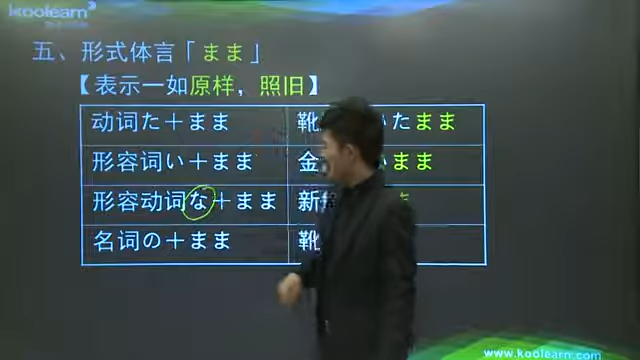 koolearn
五、形式体言「まま」
【表示一如原样，照旧】
动词た＋まま 靴 いたまま
形容词い＋まま 金 いまま
形容动词な＋まま 新
名词の＋まま 靴
www.koolearn.com